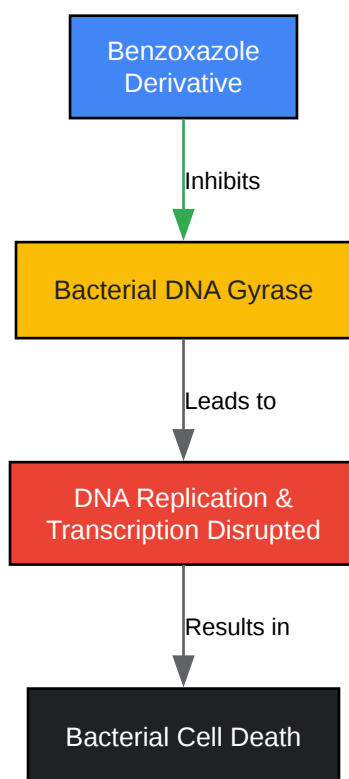 Benzoxazole
Derivative
Inhibits
Bacterial DNA Gyrase
Leads to
DNA Replication &
Transcription Disrupted
Results in
Bacterial Cell Death